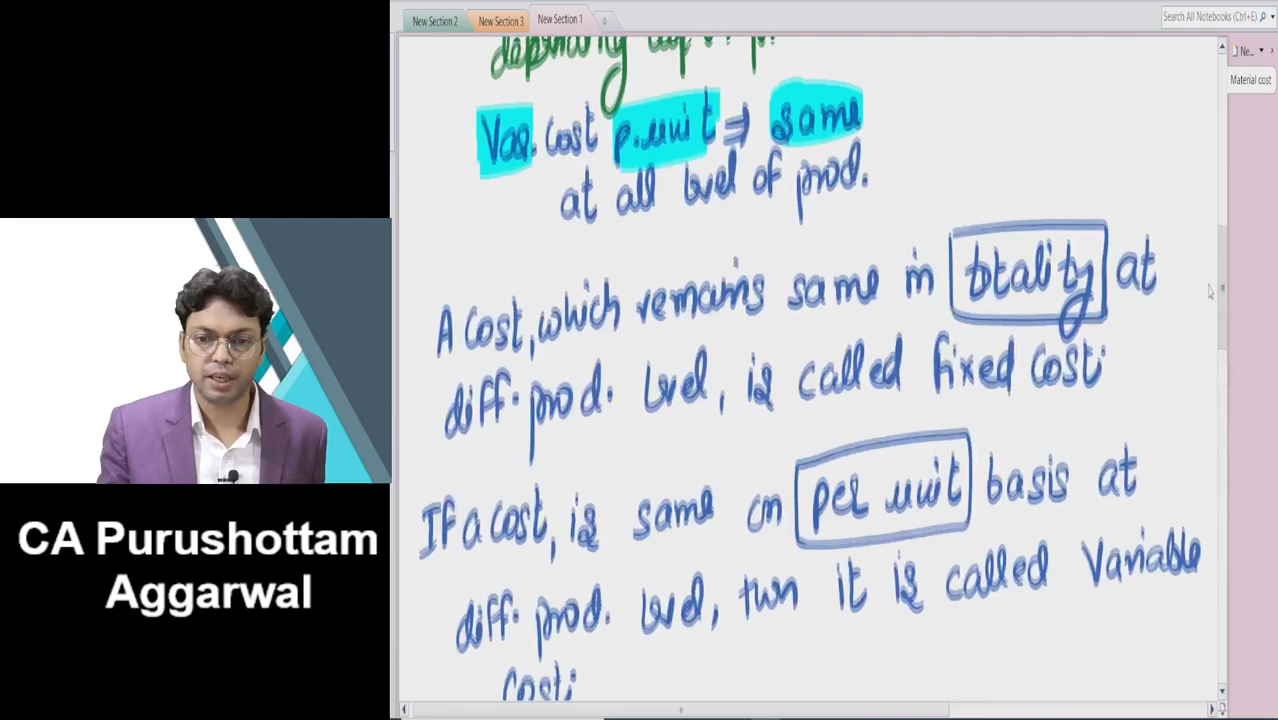 New Section 2
New Section 3
New Section 1
Search All Notebooks (Ctrl+E)
Ne...
Material cost
depending
Var. cost p.unit ⇒ same
at all level of prod.
A cost, which remains same in totality at
diff. prod. level, is called fixed cost.
If a cost, is same on per unit basis at
diff. prod. level, then it is called Variable
cost.
CA Purushottam
Aggarwal